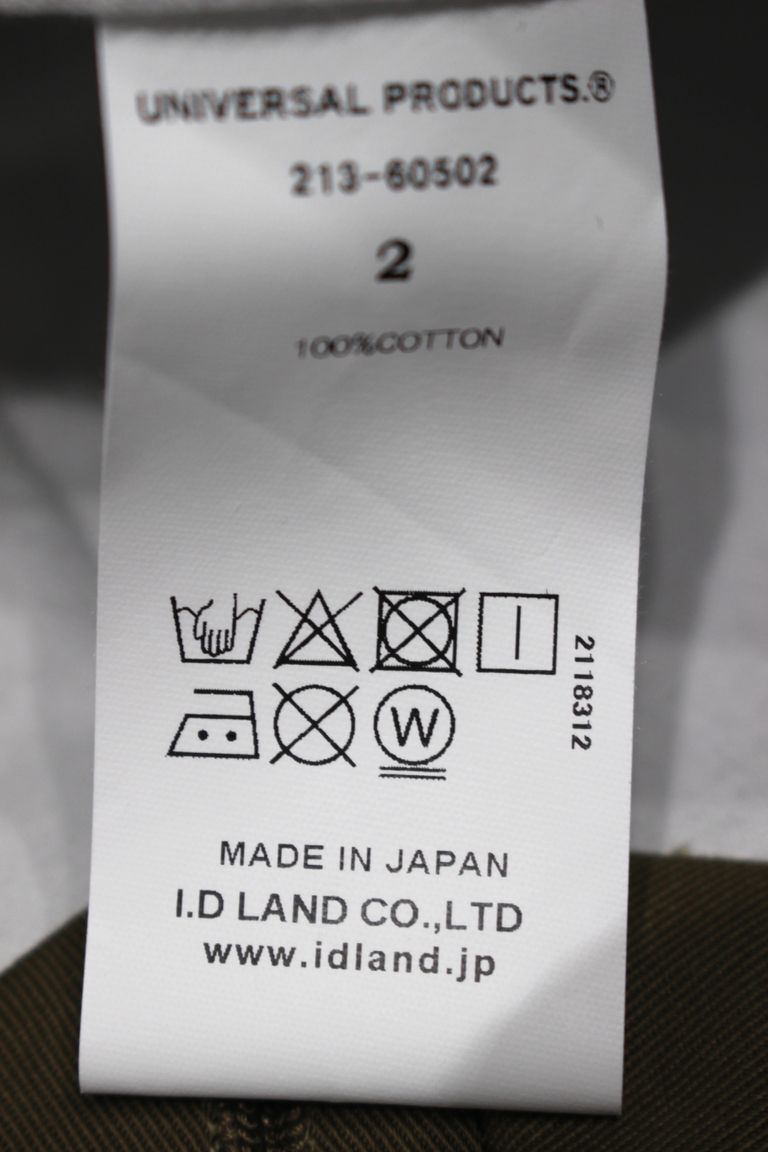 UNIVERSAL PRODUCTS.®
213-60502
2
100%COTTON
2118312
W
MADE IN JAPAN
I.D LAND CO.,LTD
www.idland.jp